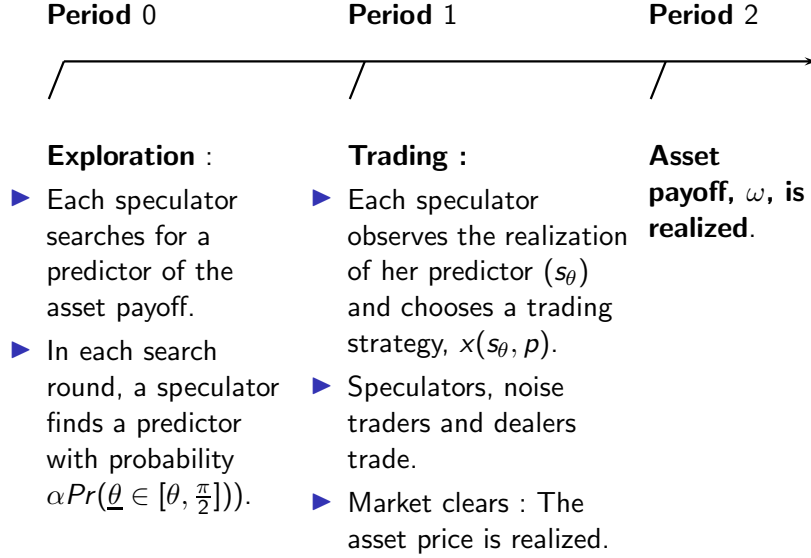 Period 0
Period 1
Period 2
Exploration :
▶ Each speculator
searches for a
predictor of the
asset payoff.
▶ In each search
round, a speculator
finds a predictor
with probability
αPr(θ̲ ∈ [θ, π/2])).
Trading :
▶ Each speculator
observes the realization
of her predictor (s_θ)
and chooses a trading
strategy, x(s_θ, p).
▶ Speculators, noise
traders and dealers
trade.
▶ Market clears : The
asset price is realized.
Asset
payoff, ω, is
realized.